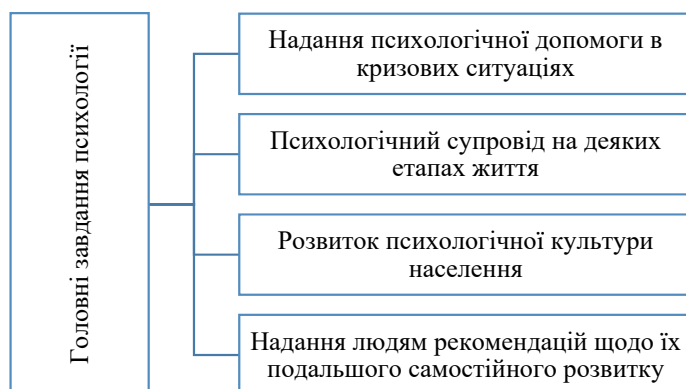 Головні завдання психології
Надання психологічної допомоги в
кризових ситуаціях
Психологічний супровід на деяких
етапах життя
Розвиток психологічної культури
населення
Надання людям рекомендацій щодо їх
подальшого самостійного розвитку